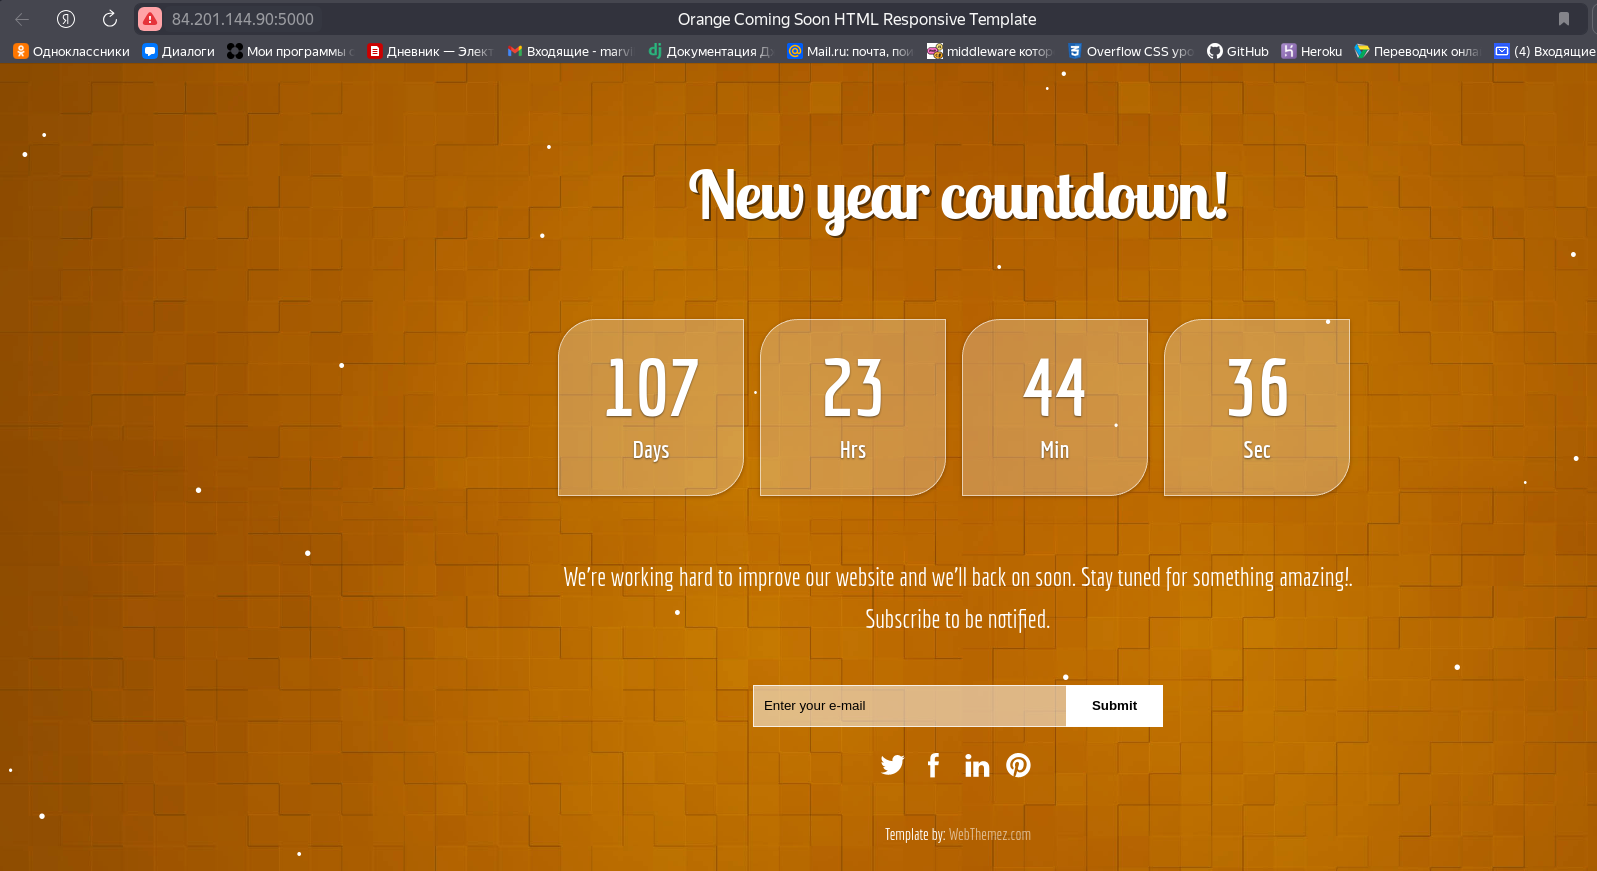 84.201.144.90:5000 Orange Coming Soon HTML Responsive Template
Одноклассники Диалоги Мои программы с Дневник — Элект Входящие - marvi Документация Дж Mail.ru: почта, пои middleware котор Overflow CSS уро GitHub Heroku Переводчик онла (4) Входящие
New year countdown!
107 23 44 36
Days Hrs Min Sec
We're working hard to improve our website and we'll back on soon. Stay tuned for something amazing!.
Subscribe to be notified.
Enter your e-mail Submit
Template by: WebThemez.com